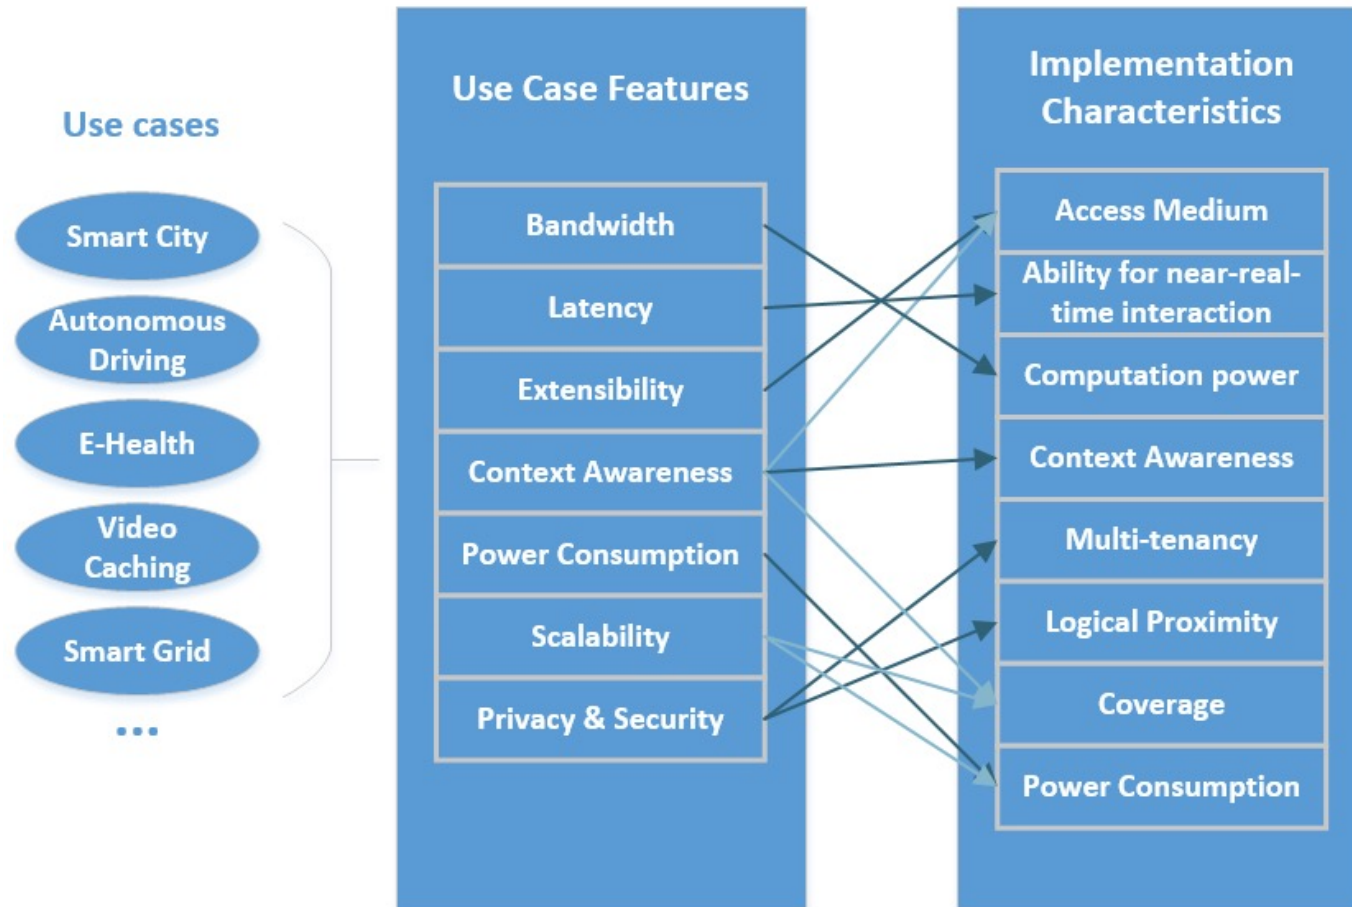 Use cases
Smart City
Autonomous
Driving
E-Health
Video
Caching
Smart Grid
...
Use Case Features
Bandwidth
Latency
Extensibility
Context Awareness
Power Consumption
Scalability
Privacy & Security
Implementation
Characteristics
Access Medium
Ability for near-real-
time interaction
Computation power
Context Awareness
Multi-tenancy
Logical Proximity
Coverage
Power Consumption